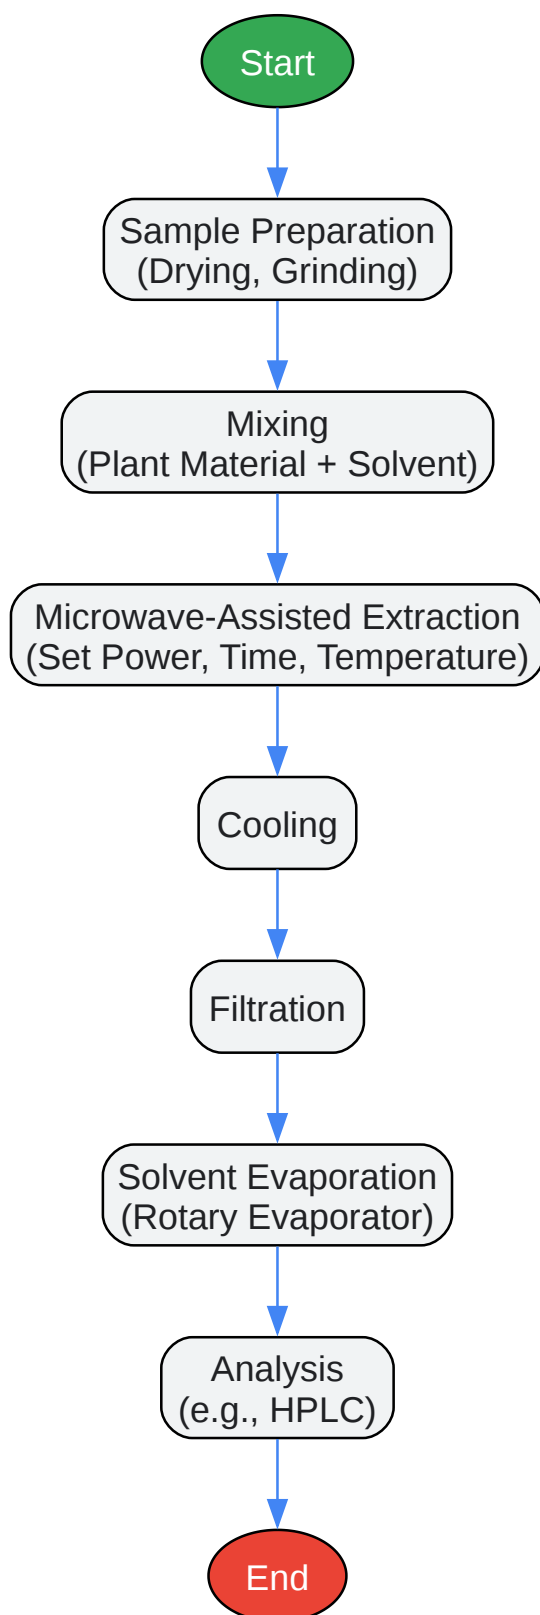 Start
Sample Preparation
(Drying, Grinding)
Mixing
(Plant Material + Solvent)
Microwave-Assisted Extraction
(Set Power, Time, Temperature)
Cooling
Filtration
Solvent Evaporation
(Rotary Evaporator)
Analysis
(e.g., HPLC)
End